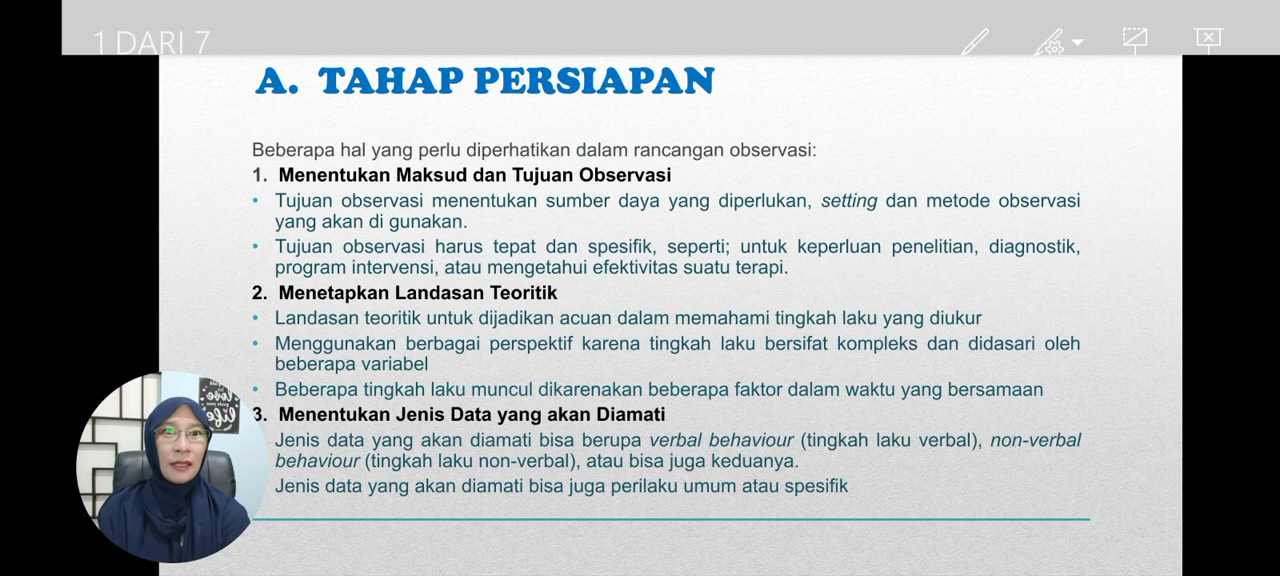 1 DARI 7
A. TAHAP PERSIAPAN
Beberapa hal yang perlu diperhatikan dalam rancangan observasi:
1. Menentukan Maksud dan Tujuan Observasi
• Tujuan observasi menentukan sumber daya yang diperlukan, setting dan metode observasi
yang akan di gunakan.
• Tujuan observasi harus tepat dan spesifik, seperti; untuk keperluan penelitian, diagnostik,
program intervensi, atau mengetahui efektivitas suatu terapi.
2. Menetapkan Landasan Teoritik
• Landasan teoritik untuk dijadikan acuan dalam memahami tingkah laku yang diukur
• Menggunakan berbagai perspektif karena tingkah laku bersifat kompleks dan didasari oleh
beberapa variabel
• Beberapa tingkah laku muncul dikarenakan beberapa faktor dalam waktu yang bersamaan
3. Menentukan Jenis Data yang akan Diamati
Jenis data yang akan diamati bisa berupa verbal behaviour (tingkah laku verbal), non-verbal
behaviour (tingkah laku non-verbal), atau bisa juga keduanya.
Jenis data yang akan diamati bisa juga perilaku umum atau spesifik
love
life